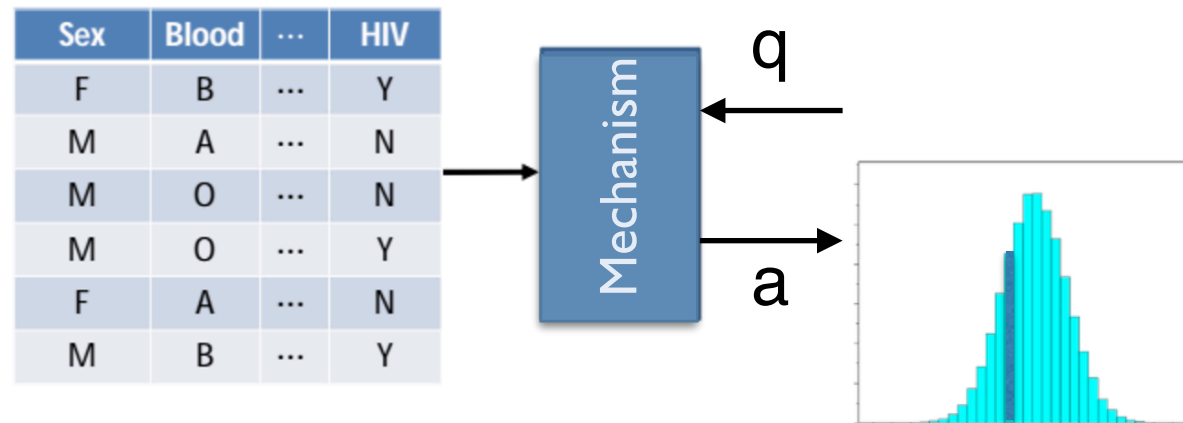 Sex Blood ... HIV
F B ... Y
M A ... N
M O ... N
M O ... Y
F A ... N
M B ... Y
Mechanism
q
a